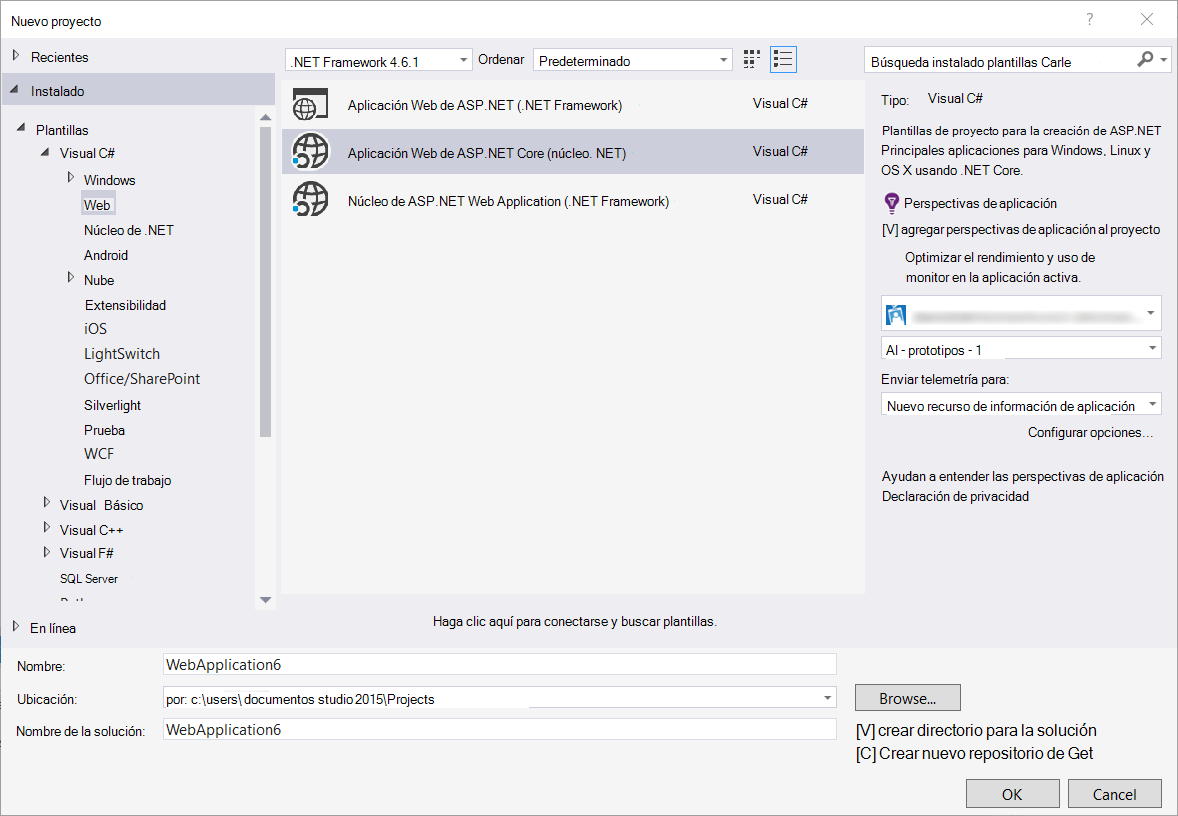 Nuevo proyecto
?
Recientes
Instalado
Plantillas
Visual C#
Windows
Web
Núcleo de .NET
Android
Nube
Extensibilidad
iOS
LightSwitch
Office/SharePoint
Silverlight
Prueba
WCF
Flujo de trabajo
Visual Básico
Visual C++
Visual F#
SQL Server
En línea
.NET Framework 4.6.1
Ordenar
Predeterminado
Búsqueda instalado plantillas Carle
Aplicación Web de ASP.NET (.NET Framework)
Visual C#
Aplicación Web de ASP.NET Core (núcleo. NET)
Visual C#
Núcleo de ASP.NET Web Application (.NET Framework)
Visual C#
Haga clic aquí para conectarse y buscar plantillas.
Tipo: Visual C#
Plantillas de proyecto para la creación de ASP.NET
Principales aplicaciones para Windows, Linux y
OS X usando .NET Core.
Perspectivas de aplicación
[V] agregar perspectivas de aplicación al proyecto
Optimizar el rendimiento y uso de
monitor en la aplicación activa.
AI - prototipos - 1
Enviar telemetría para:
Nuevo recurso de información de aplicación
Configurar opciones...
Ayudan a entender las perspectivas de aplicación
Declaración de privacidad
Nombre:
WebApplication6
Ubicación:
por: c:\users\ documentos studio 2015\Projects
Browse...
Nombre de la solución:
WebApplication6
[V] crear directorio para la solución
[C] Crear nuevo repositorio de Get
OK
Cancel